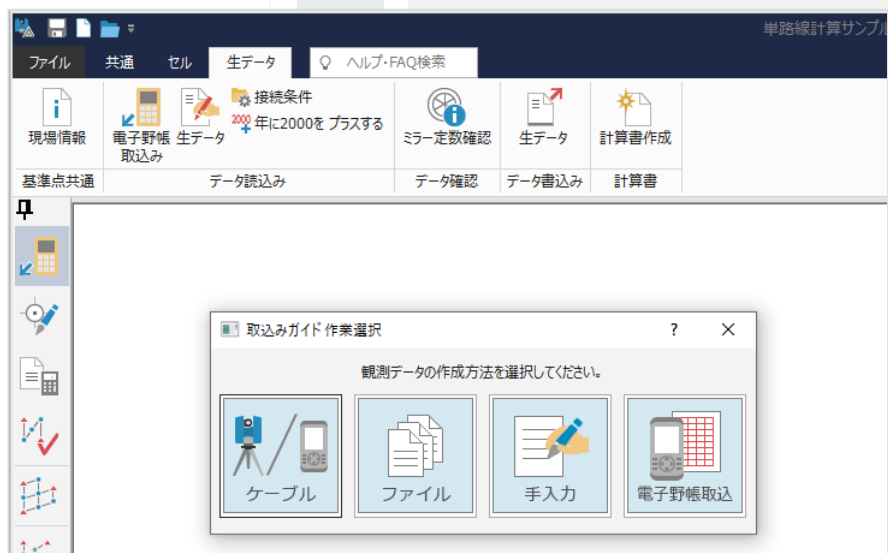 単路線計算サンプル
ファイル 共通 セル 生データ ヘルプ・FAQ検索
現場情報
電子野帳
取込み
生データ
接続条件
2000 年に2000を プラスする
ミラー定数確認
生データ
計算書作成
基準点共通 データ読込み データ確認 データ書込み 計算書
取込みガイド 作業選択 ?
観測データの作成方法を選択してください。
ケーブル ファイル 手入力 電子野帳取込